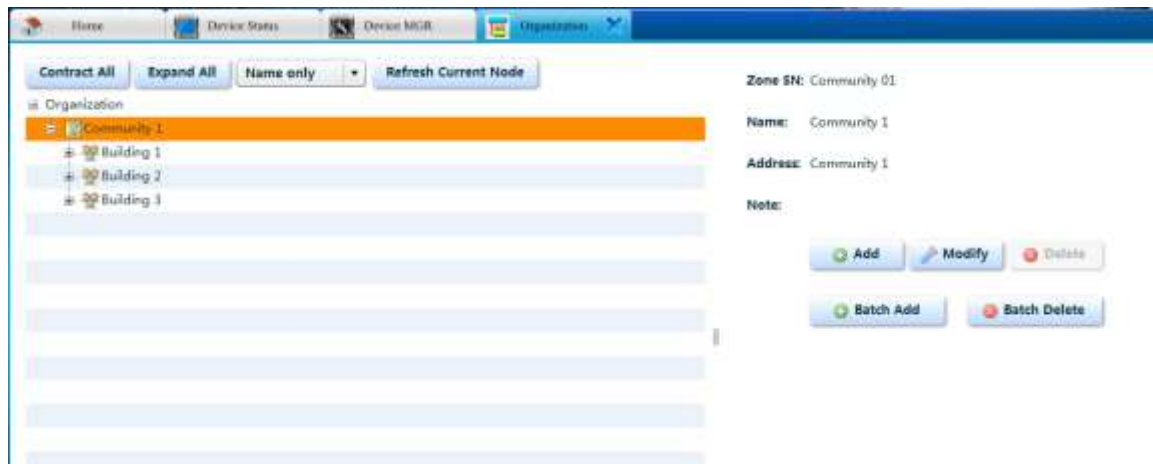 Home Device Status Device MGR Organization
Contract All Expand All Name only Refresh Current Node
Organization
Community 1
Building 1
Building 2
Building 3
Zone SN: Community 01
Name: Community 1
Address: Community 1
Note:
Add Modify Delete
Batch Add Batch Delete